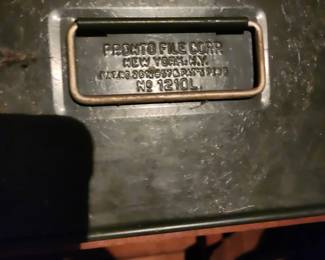 PRONTO FILE CORP.
NEW YORK. N.Y.
No 1210L.